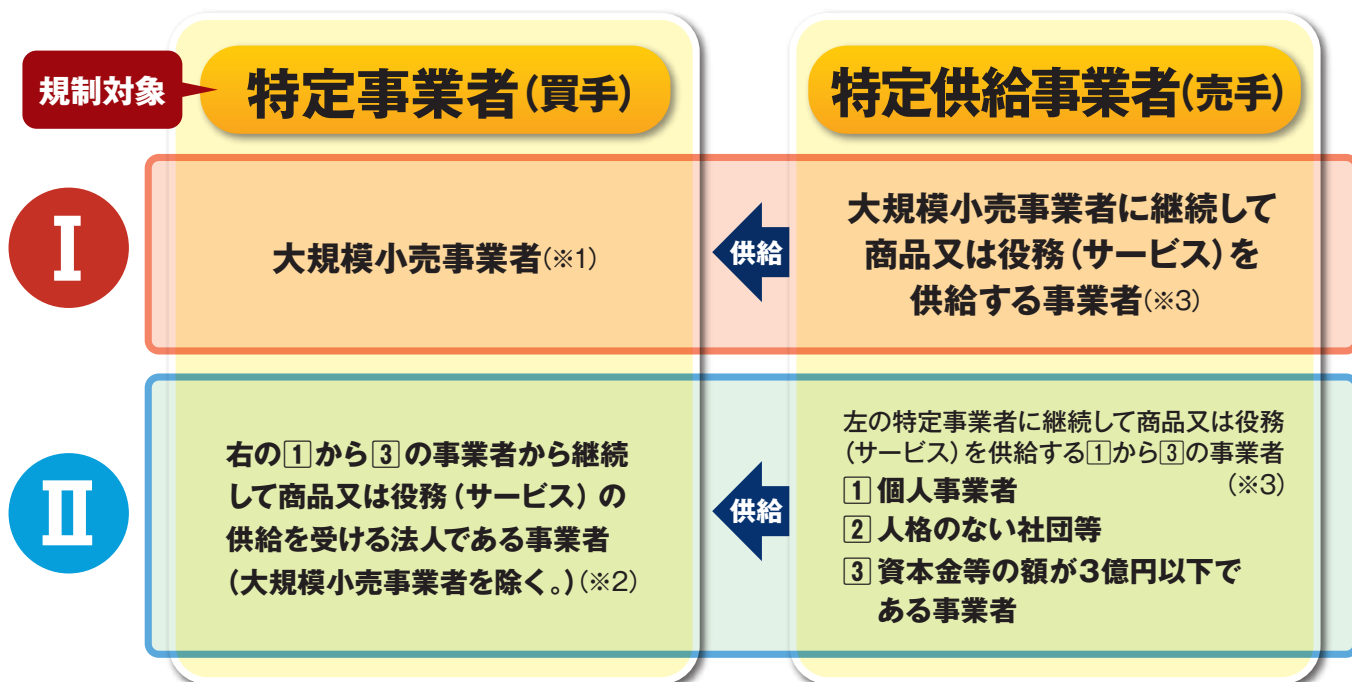 規制対象
特定事業者(買手)
特定供給事業者(売手)
I
大規模小売事業者(※1)
供給
大規模小売事業者に継続して
商品又は役務(サービス)を
供給する事業者(※3)
II
右の1から3の事業者から継続
して商品又は役務(サービス)の
供給を受ける法人である事業者
(大規模小売事業者を除く。)(※2)
供給
左の特定事業者に継続して商品又は役務
(サービス)を供給する1から3の事業者
(※3)
1 個人事業者
2 人格のない社団等
3 資本金等の額が3億円以下で
ある事業者